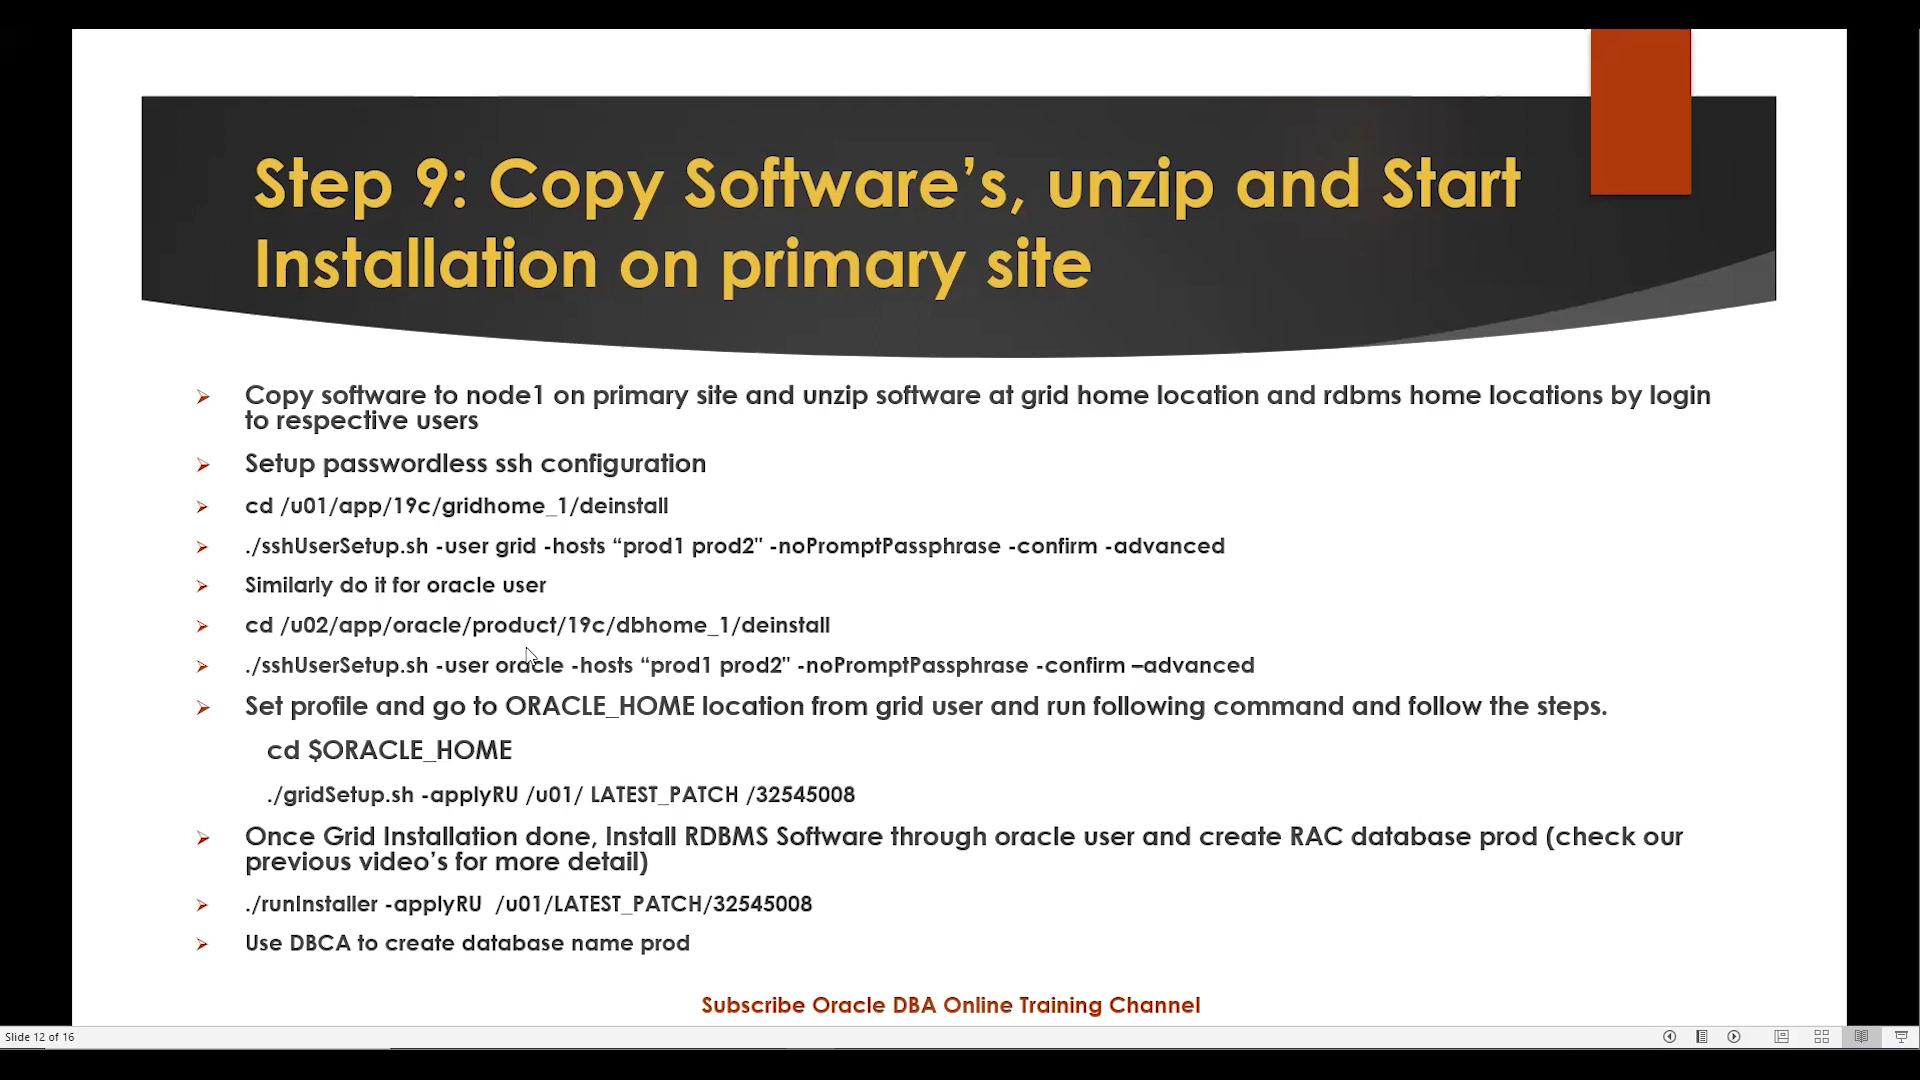 Step 9: Copy Software’s, unzip and Start
Installation on primary site
Copy software to node1 on primary site and unzip software at grid home location and rdbms home locations by login
to respective users
Setup passwordless ssh configuration
cd /u01/app/19c/gridhome_1/deinstall
./sshUserSetup.sh -user grid -hosts “prod1 prod2" -noPromptPassphrase -confirm -advanced
Similarly do it for oracle user
cd /u02/app/oracle/product/19c/dbhome_1/deinstall
./sshUserSetup.sh -user oracle -hosts “prod1 prod2" -noPromptPassphrase -confirm –advanced
Set profile and go to ORACLE_HOME location from grid user and run following command and follow the steps.
cd $ORACLE_HOME
./gridSetup.sh -applyRU /u01/ LATEST_PATCH /32545008
Once Grid Installation done, Install RDBMS Software through oracle user and create RAC database prod (check our
previous video’s for more detail)
./runInstaller -applyRU  /u01/LATEST_PATCH/32545008
Use DBCA to create database name prod
Subscribe Oracle DBA Online Training Channel
Slide 12 of 16